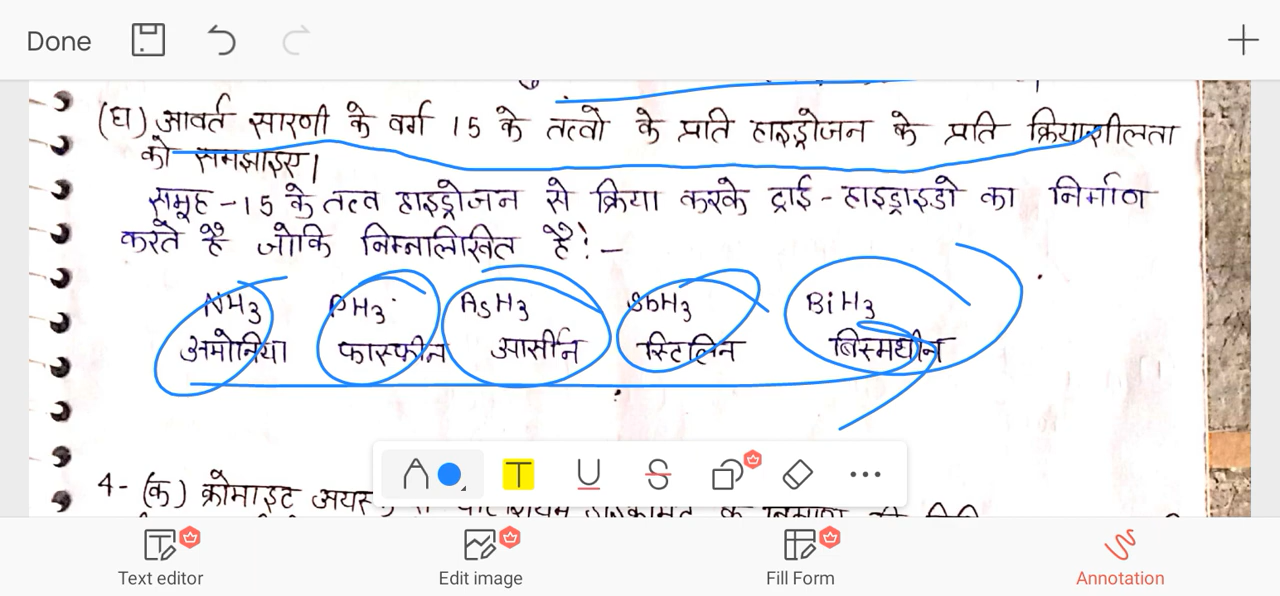 Done
(घ) आवर्त सारणी के वर्ग 15 के तत्वो के प्रति हाइड्रोजन के प्रति क्रियाशीलता
को समझाइए।
समूह -15 के तत्व हाइड्रोजन से क्रिया करके ट्राई - हाइड्राइडो का निर्माण
करते है जोकि निम्नलिखित है! -
NH3 PH3 AsH3 SbH3 BiH3
अमोनिया फास्फीन आर्सीन स्टिलिन बिस्मथीन
4- (क) क्रोमाइट अयस्क
T U S
Text editor Edit image Fill Form Annotation